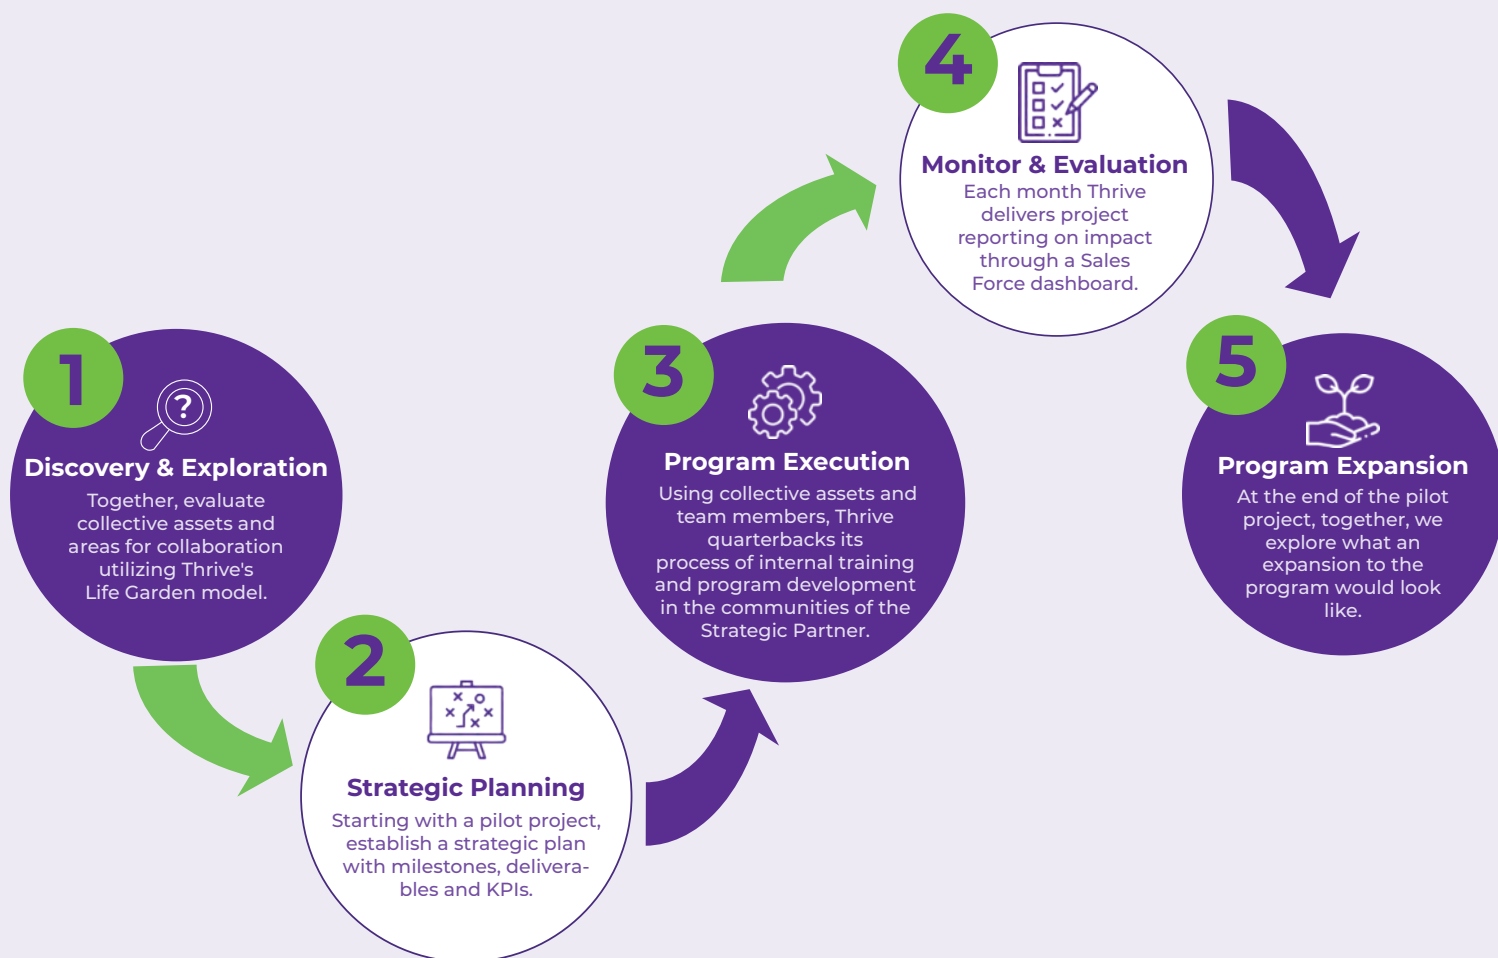 1
?
Discovery & Exploration
Together, evaluate
collective assets and
areas for collaboration
utilizing Thrive's
Life Garden model.
2
Strategic Planning
Starting with a pilot project,
establish a strategic plan
with milestones, delivera-
bles and KPIs.
3
Program Execution
Using collective assets and
team members, Thrive
quarterbacks its
process of internal training
and program development
in the communities of the
Strategic Partner.
4
Monitor & Evaluation
Each month Thrive
delivers project
reporting on impact
through a Sales
Force dashboard.
5
Program Expansion
At the end of the pilot
project, together, we
explore what an
expansion to the
program would look
like.